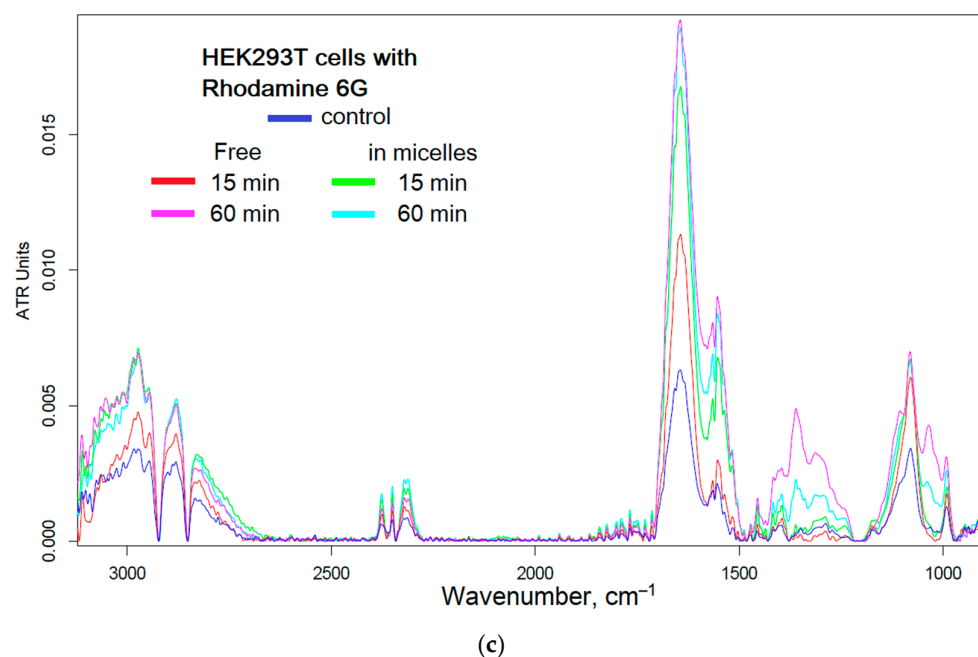 HEK293T cells with
Rhodamine 6G
control
Free in micelles
15 min 15 min
60 min 60 min
ATR Units
0.015
0.010
0.005
0.000
3000 2500 2000 1500 1000
Wavenumber, cm⁻¹
(c)